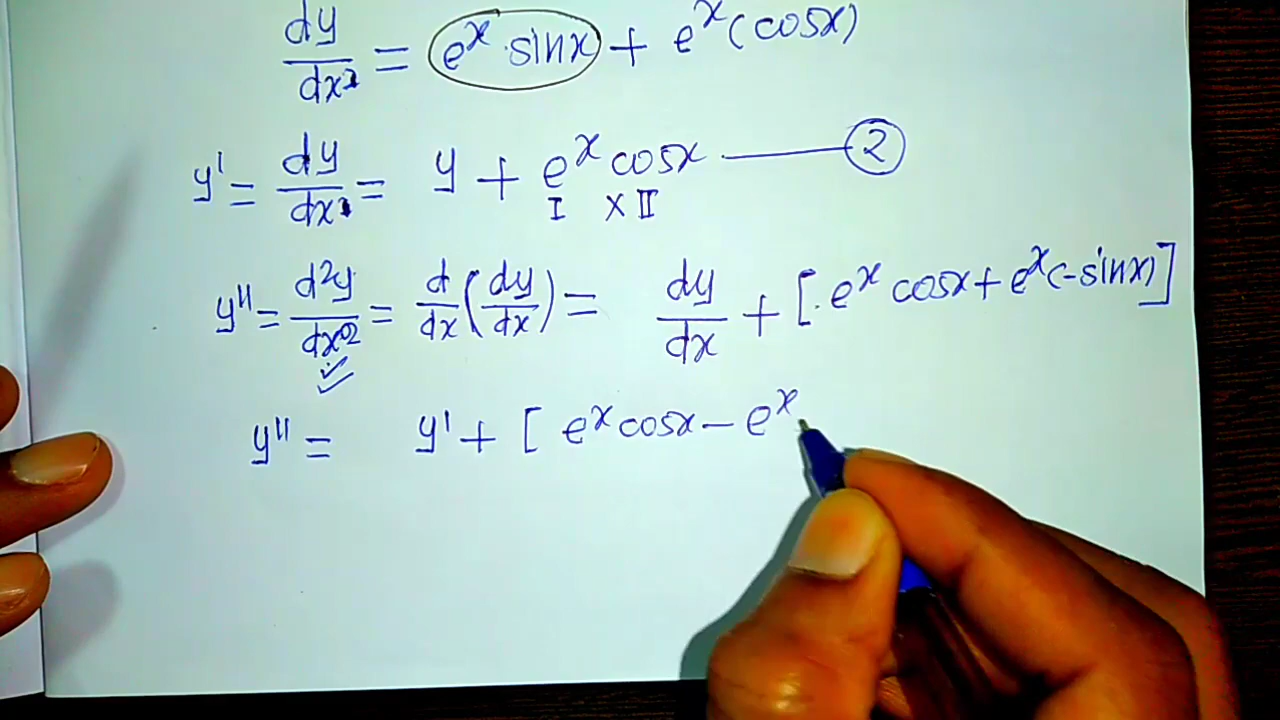 dy/dx = e^x · sinx + e^x (cosx)
y' = dy/dx = y + e^x cosx —— ②
I × II
y'' = d²y/dx² = d/dx (dy/dx) = dy/dx + [· e^x cosx + e^x (-sinx)]
y'' = y' + [ e^x cosx - e^x